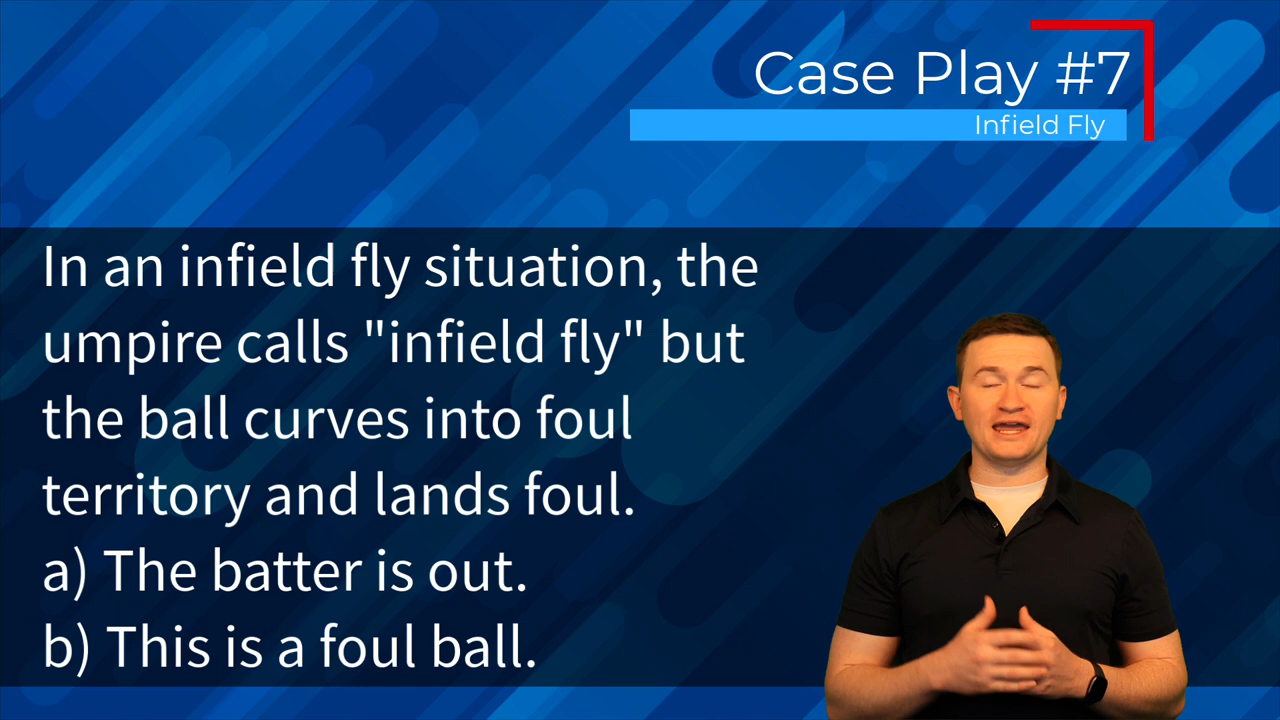 Case Play #7
Infield Fly
In an infield fly situation, the
umpire calls "infield fly" but
the ball curves into foul
territory and lands foul.
a) The batter is out.
b) This is a foul ball.